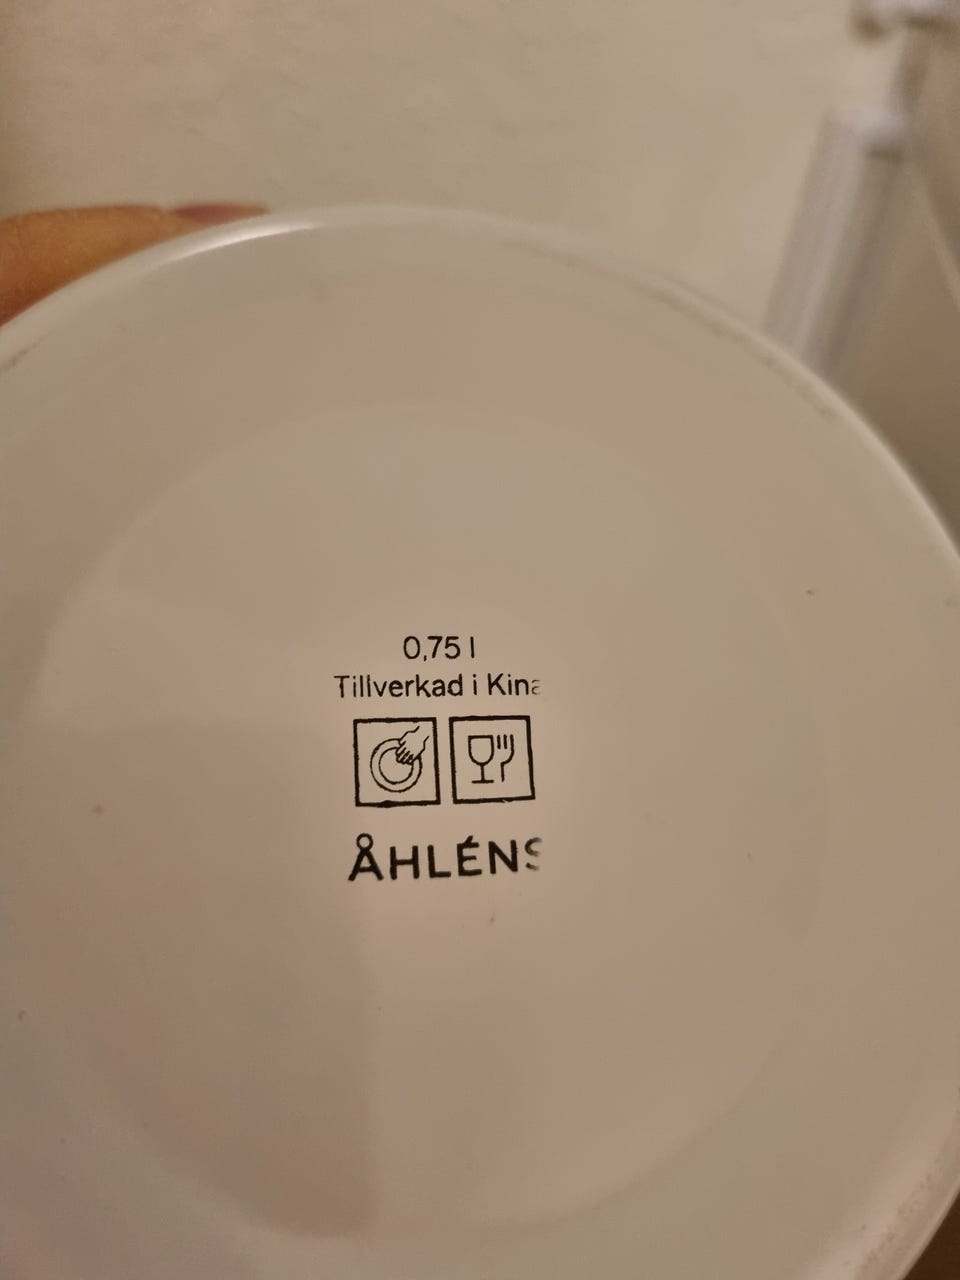 0,75 l
Tillverkad i Kina
ÅHLÉNS